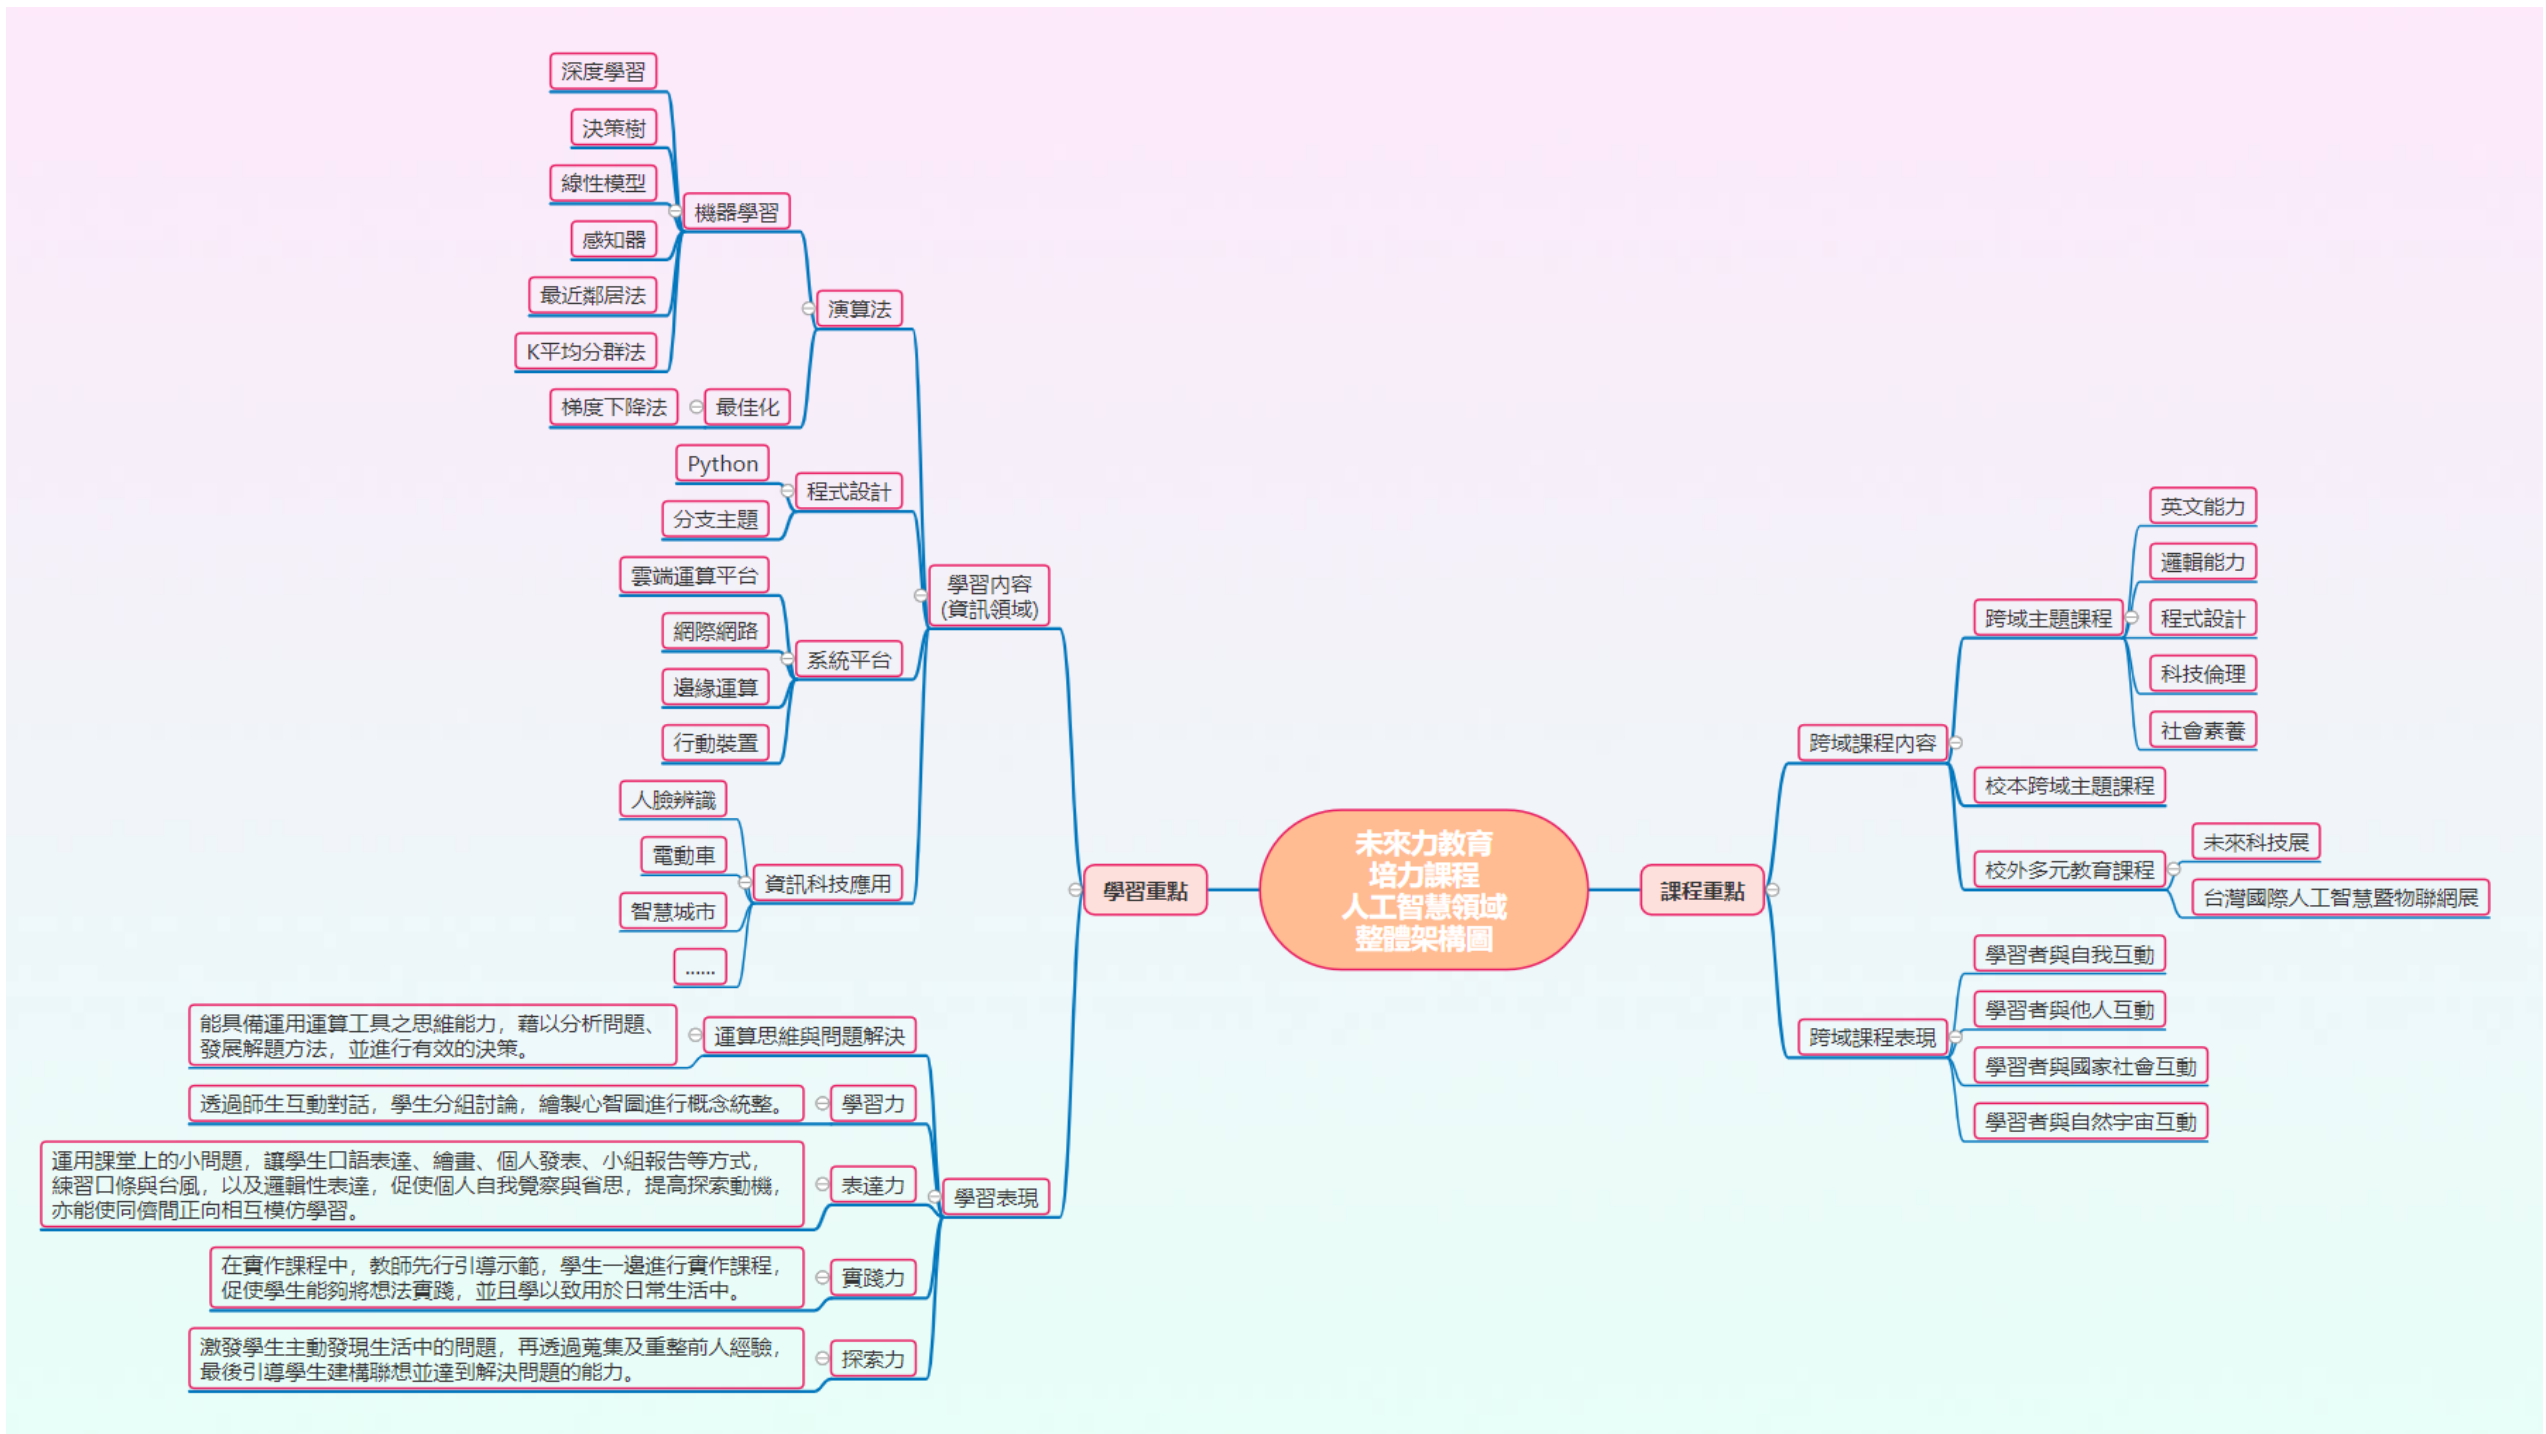 未來力教育
培力課程
人工智慧領域
整體架構圖
學習重點
學習內容
(資訊領域)
演算法
機器學習
深度學習
決策樹
線性模型
感知器
最近鄰居法
K平均分群法
最佳化
梯度下降法
程式設計
Python
分支主題
系統平台
雲端運算平台
網際網路
邊緣運算
行動裝置
資訊科技應用
人臉辨識
電動車
智慧城市
......
學習表現
運算思維與問題解決
能具備運用運算工具之思維能力，藉以分析問題、
發展解題方法，並進行有效的決策。
學習力
透過師生互動對話，學生分組討論，繪製心智圖進行概念統整。
表達力
運用課堂上的小問題，讓學生口語表達、繪畫、個人發表、小組報告等方式，
練習口條與台風，以及邏輯性表達，促使個人自我覺察與省思，提高探索動機，
亦能使同儕間正向相互模仿學習。
實踐力
在實作課程中，教師先行引導示範，學生一邊進行實作課程，
促使學生能夠將想法實踐，並且學以致用於日常生活中。
探索力
激發學生主動發現生活中的問題，再透過蒐集及重整前人經驗，
最後引導學生建構聯想並達到解決問題的能力。
課程重點
跨域課程內容
跨域主題課程
英文能力
邏輯能力
程式設計
科技倫理
社會素養
校本跨域主題課程
校外多元教育課程
未來科技展
台灣國際人工智慧暨物聯網展
跨域課程表現
學習者與自我互動
學習者與他人互動
學習者與國家社會互動
學習者與自然宇宙互動